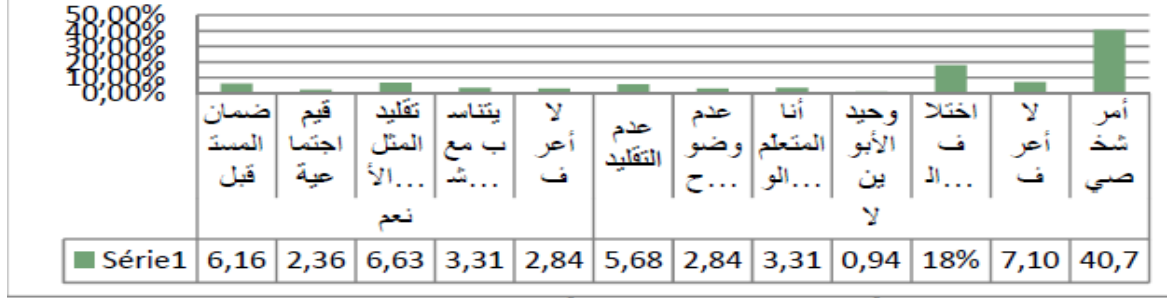 50,00%
40,00%
30,00%
20,00%
10,00%
0,00%
ضمان المستقبل
قيم اجتماعية
تقليد المثل الأ...
يتناسب مع ش...
لا أعرف
عدم التقليد
عدم وضوح ...
أنا المتعلم الو...
وحيد الأبوين
اختلاف ال...
لا أعرف
أمر شخصي
نعم
لا
Série1 6,16 2,36 6,63 3,31 2,84 5,68 2,84 3,31 0,94 18% 7,10 40,7